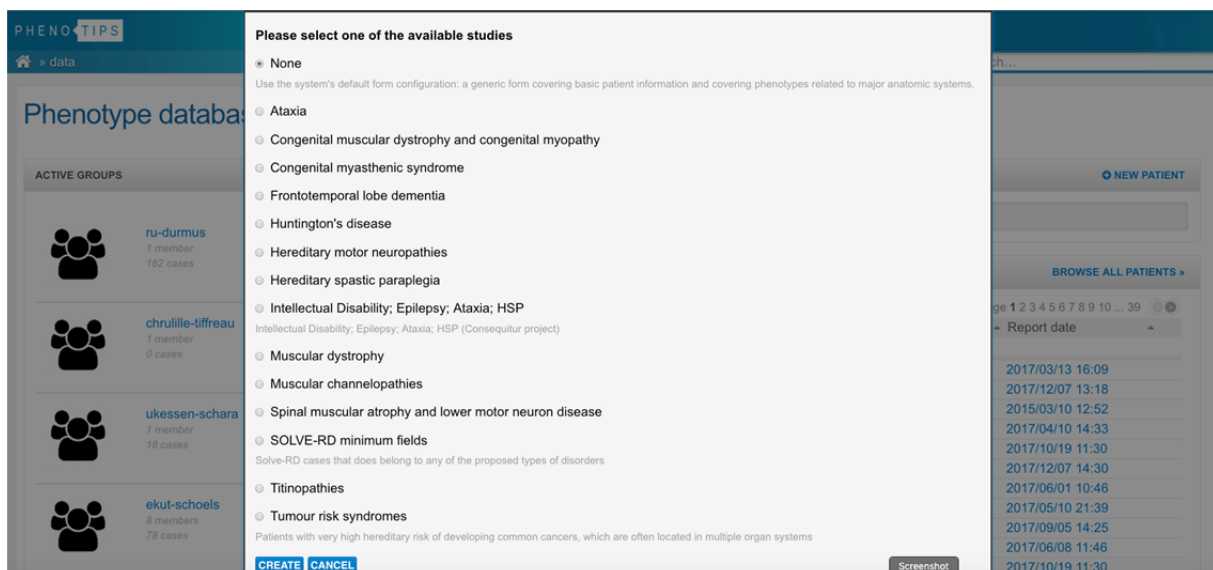 PHENOTIPS
» data
ch...
Phenotype databa
ACTIVE GROUPS
ru-durmus
1 member
162 cases
chrulille-tiffreau
1 member
0 cases
ukessen-schara
1 member
18 cases
ekut-schoels
8 members
78 cases
Please select one of the available studies
None
Use the system's default form configuration: a generic form covering basic patient information and covering phenotypes related to major anatomic systems.
Ataxia
Congenital muscular dystrophy and congenital myopathy
Congenital myasthenic syndrome
Frontotemporal lobe dementia
Huntington's disease
Hereditary motor neuropathies
Hereditary spastic paraplegia
Intellectual Disability; Epilepsy; Ataxia; HSP
Intellectual Disability; Epilepsy; Ataxia; HSP (Consequitur project)
Muscular dystrophy
Muscular channelopathies
Spinal muscular atrophy and lower motor neuron disease
SOLVE-RD minimum fields
Solve-RD cases that does belong to any of the proposed types of disorders
Titinopathies
Tumour risk syndromes
Patients with very high hereditary risk of developing common cancers, which are often located in multiple organ systems
CREATE CANCEL
Screenshot
NEW PATIENT
BROWSE ALL PATIENTS »
ge 1 2 3 4 5 6 7 8 9 10 ... 39
Report date
2017/03/13 16:09
2017/12/07 13:18
2015/03/10 12:52
2017/04/10 14:33
2017/10/19 11:30
2017/12/07 14:30
2017/06/01 10:46
2017/05/10 21:39
2017/09/05 14:25
2017/06/08 11:46
2017/10/19 11:30